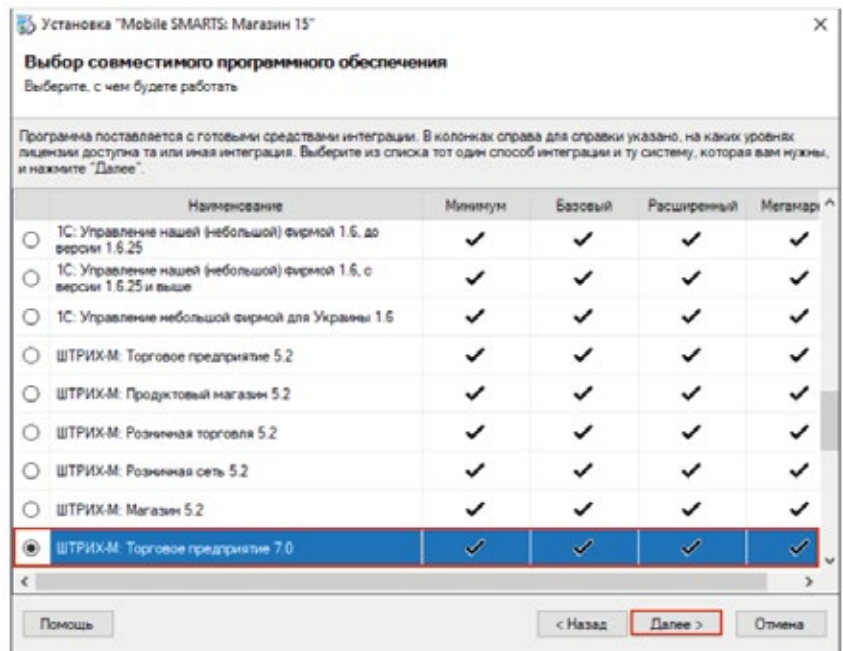 Установка "Mobile SMARTS: Магазин 15"
Выбор совместимого программного обеспечения
Выберите, с чем будете работать
Программа поставляется с готовыми средствами интеграции. В колонках справа для справки указано, на каких уровнях
лицензии доступна та или иная интеграция. Выберите из списка тот один способ интеграции и ту систему, которая вам нужны,
и нажмите "Далее".
Наименование Минимум Базовый Расширенный Мегамар
1С: Управление нашей (небольшой) фирмой 1.6, до
версии 1.6.25
1С: Управление нашей (небольшой) фирмой 1.6, с
версии 1.6.25 и выше
1С: Управление небольшой фирмой для Украины 1.6
ШТРИХ-М: Торговое предприятие 5.2
ШТРИХ-М: Продуктовый магазин 5.2
ШТРИХ-М: Розничная торговля 5.2
ШТРИХ-М: Розничная сеть 5.2
ШТРИХ-М: Магазин 5.2
ШТРИХ-М: Торговое предприятие 7.0
Помощь < Назад Далее > Отмена